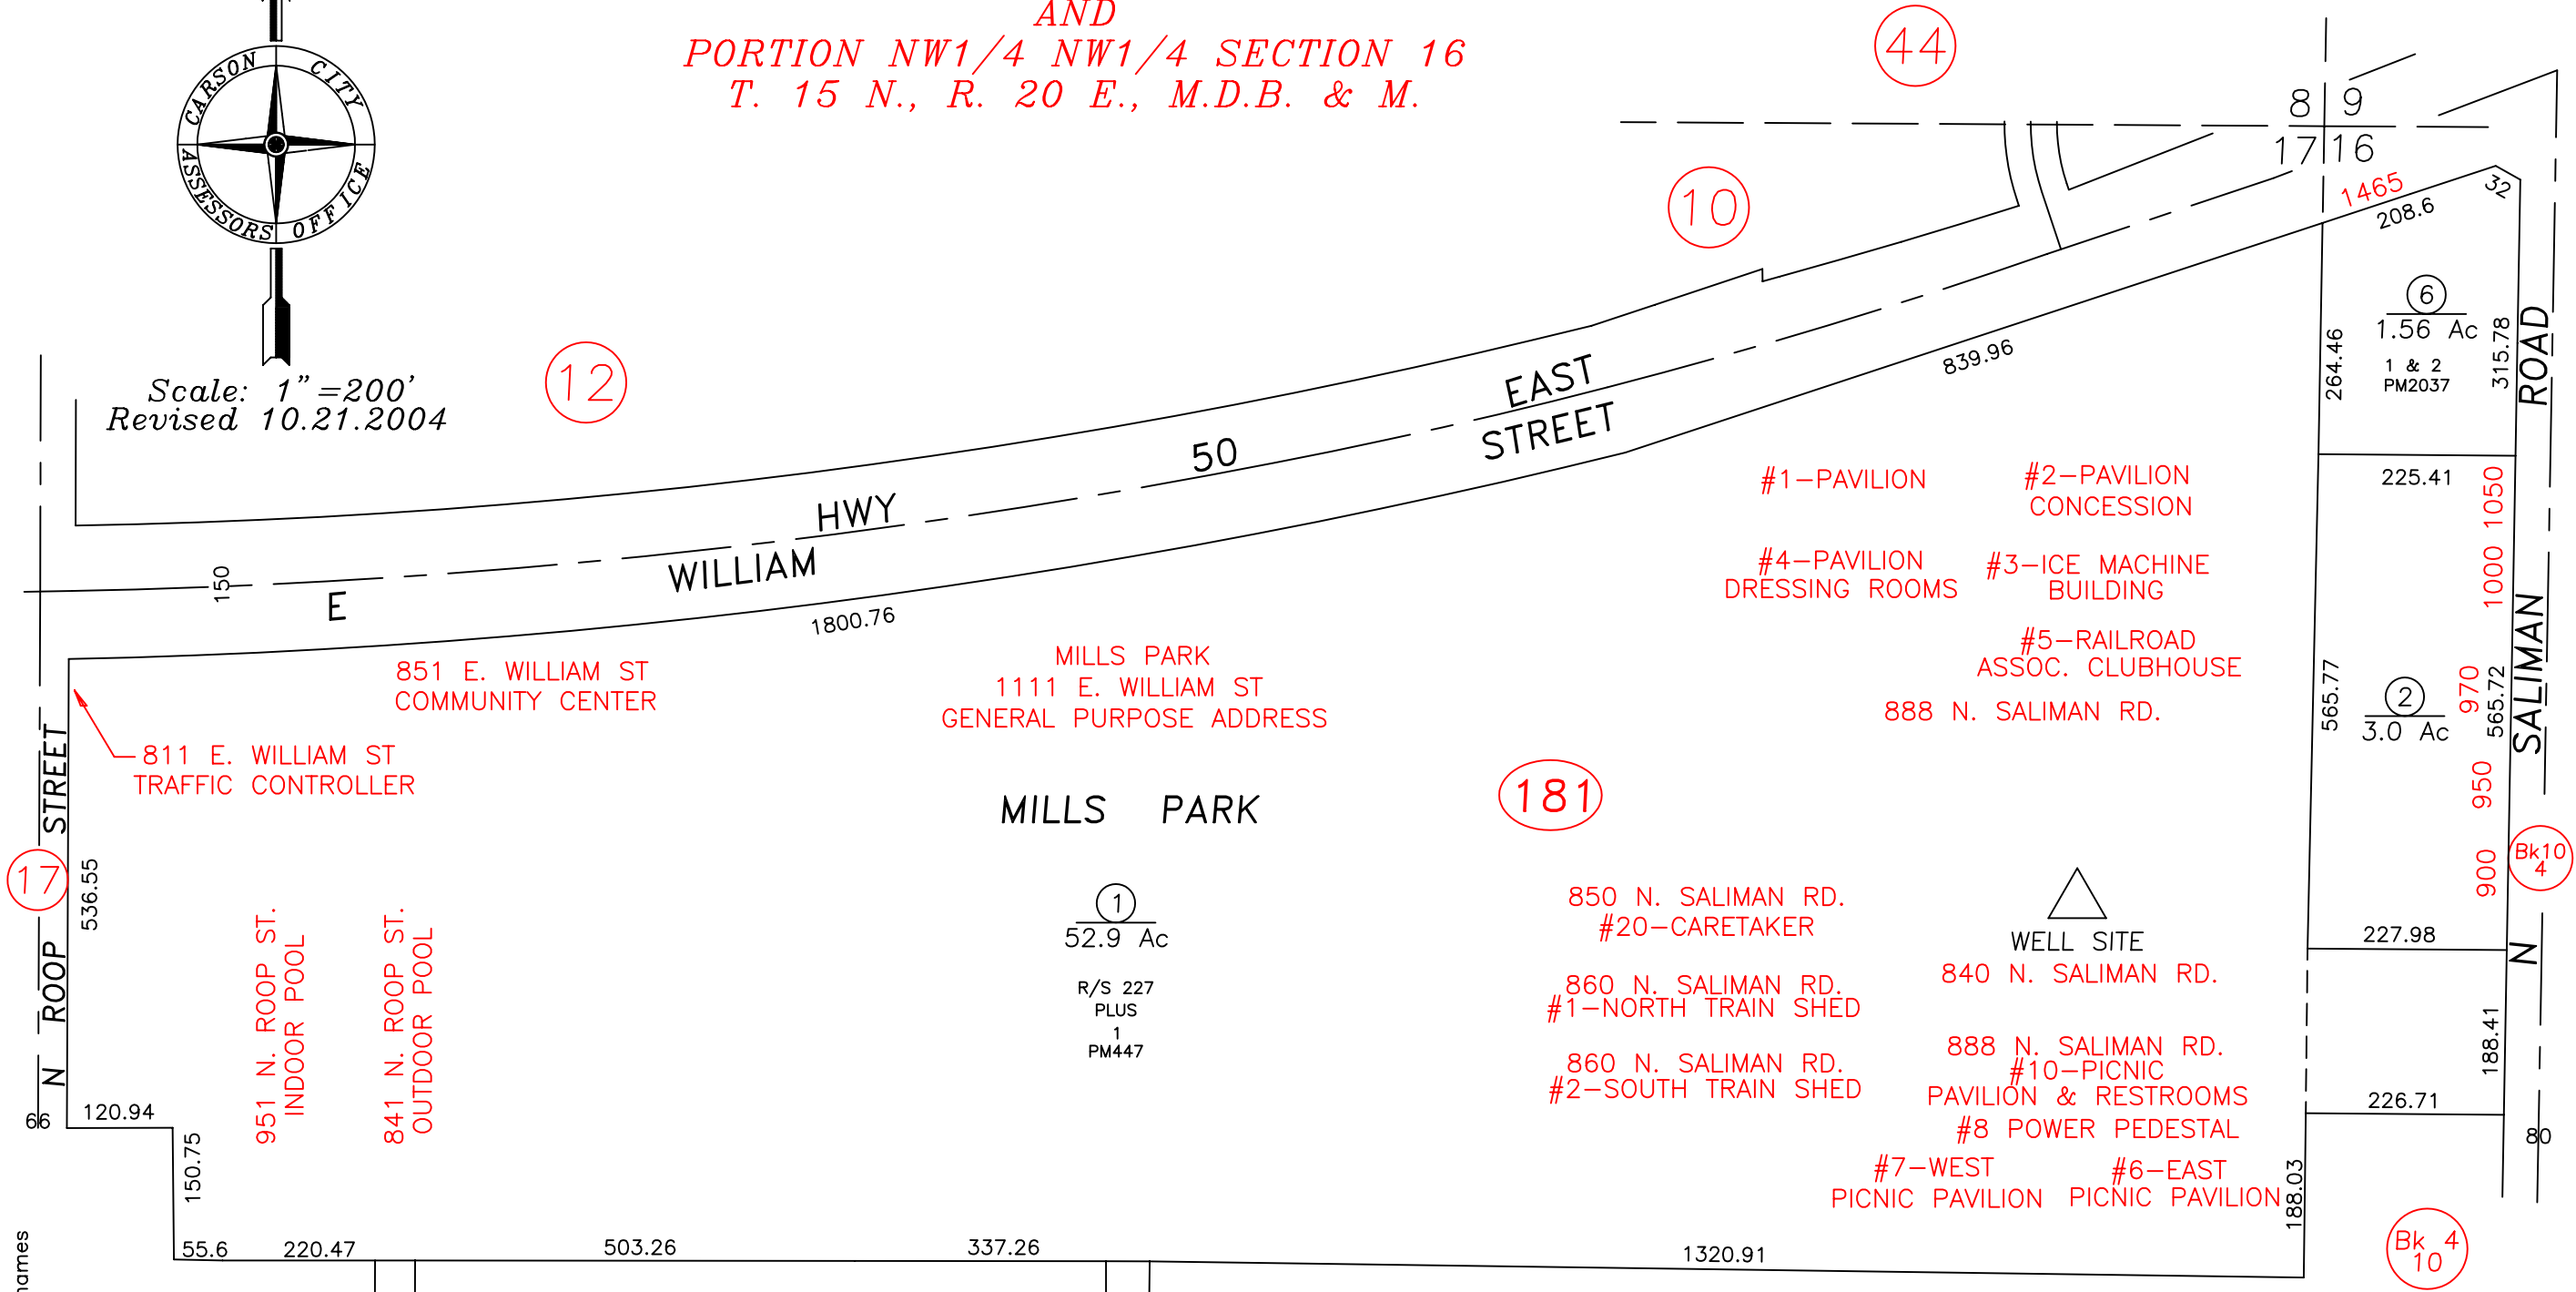 AND
PORTION NW1/4 NW1/4 SECTION 16
T. 15 N., R. 20 E., M.D.B. & M.
CARSON CITY
ASSESSORS OFFICE
Scale: 1"=200'
Revised 10.21.2004
44
10
12
8 9
17 16
1465
208.6
32
6
1.56 Ac
1 & 2
PM2037
264.46
315.78
839.96
EAST
STREET
50
HWY
WILLIAM
E
150
1800.76
225.41
N SALIMAN ROAD
1050
1000
970
950
900
565.77
565.72
2
3.0 Ac
Bk10
4
227.98
188.41
226.71
80
188.03
Bk 4
10
#1-PAVILION
#2-PAVILION
CONCESSION
#4-PAVILION
DRESSING ROOMS
#3-ICE MACHINE
BUILDING
#5-RAILROAD
ASSOC. CLUBHOUSE
888 N. SALIMAN RD.
851 E. WILLIAM ST
COMMUNITY CENTER
MILLS PARK
1111 E. WILLIAM ST
GENERAL PURPOSE ADDRESS
811 E. WILLIAM ST
TRAFFIC CONTROLLER
MILLS PARK
181
N ROOP STREET
17
536.55
66
120.94
150.75
951 N. ROOP ST.
INDOOR POOL
841 N. ROOP ST.
OUTDOOR POOL
1
52.9 Ac
R/S 227
PLUS
1
PM447
850 N. SALIMAN RD.
#20-CARETAKER
860 N. SALIMAN RD.
#1-NORTH TRAIN SHED
860 N. SALIMAN RD.
#2-SOUTH TRAIN SHED
WELL SITE
840 N. SALIMAN RD.
888 N. SALIMAN RD.
#10-PICNIC
PAVILION & RESTROOMS
#8 POWER PEDESTAL
#7-WEST
PICNIC PAVILION
#6-EAST
PICNIC PAVILION
55.6
220.47
503.26
337.26
1320.91